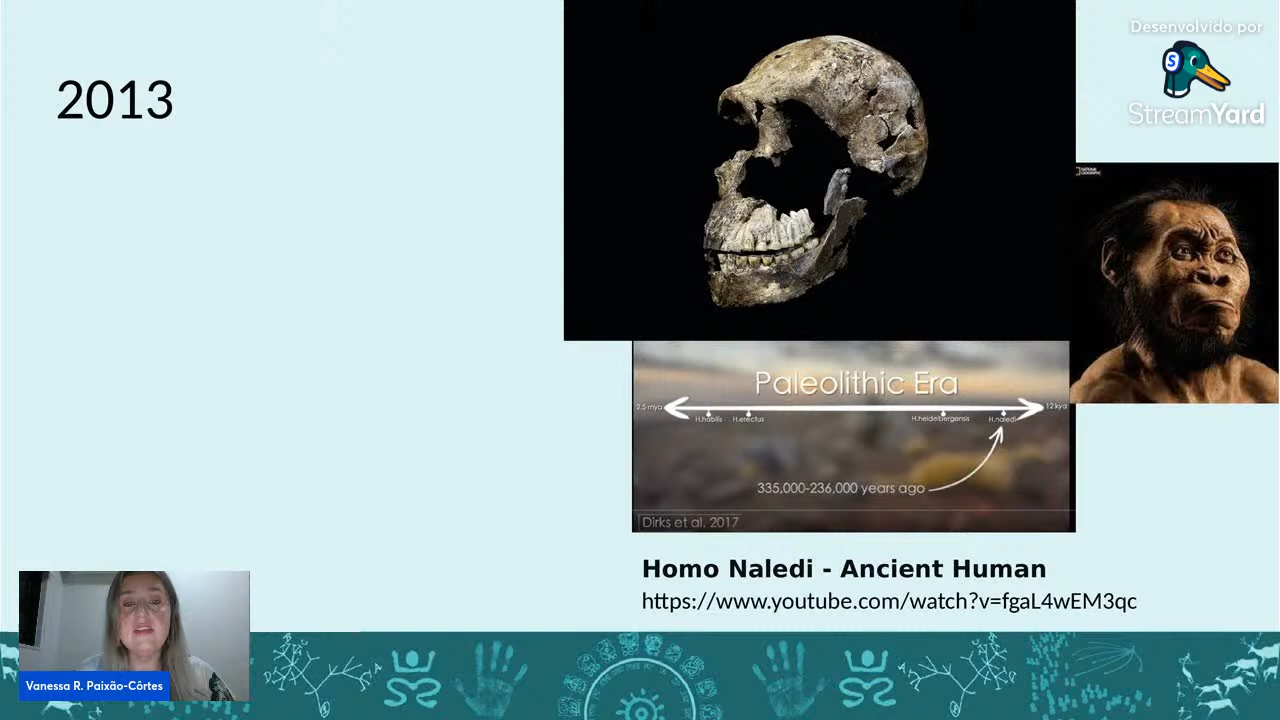 2013
Desenvolvido por
S
StreamYard
NATIONAL
GEOGRAPHIC
Paleolithic Era
2.5 mya
12 kya
H.habilis H.erectus H.heidelbergensis H.naledi
335,000-236,000 years ago
Dirks et al. 2017
Homo Naledi - Ancient Human
https://www.youtube.com/watch?v=fgaL4wEM3qc
Vanessa R. Paixão-Côrtes